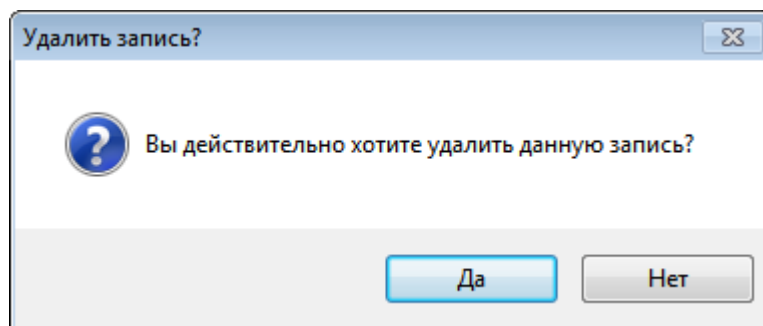 Удалить запись?
Вы действительно хотите удалить данную запись?
Да Нет